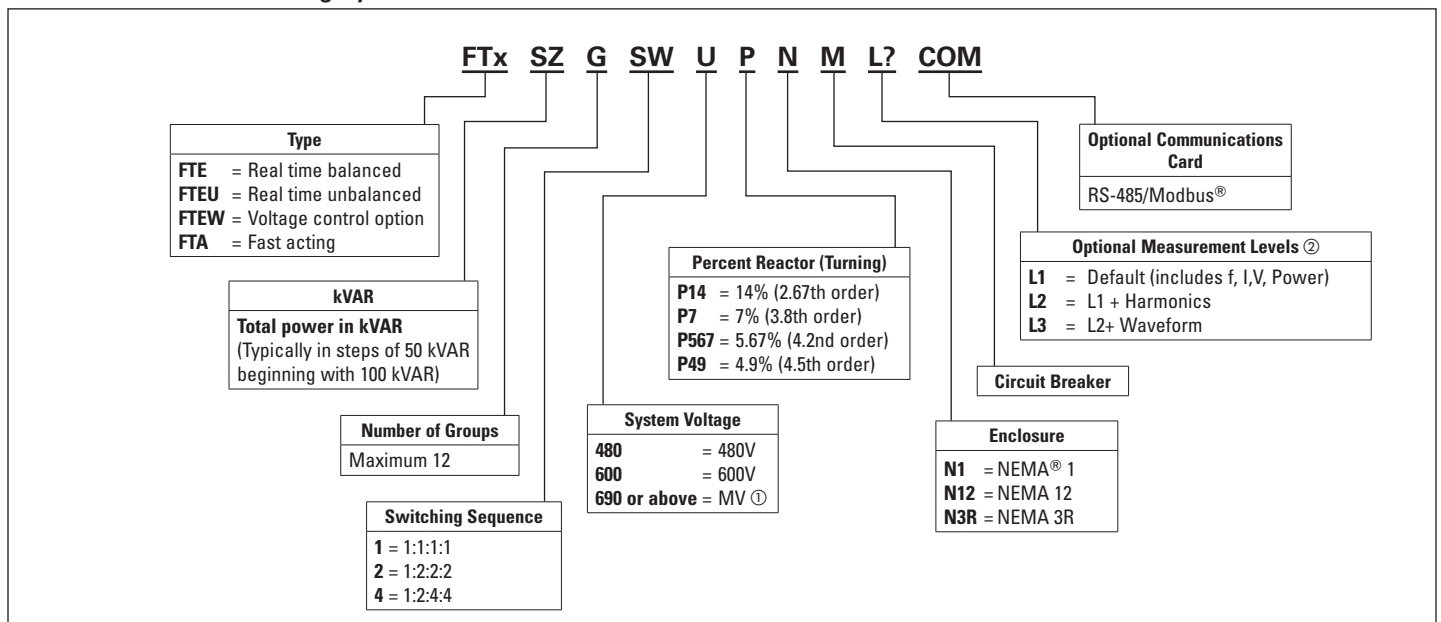 FTx SZ G SW U P N M L? COM
Type
FTE = Real time balanced
FTEU = Real time unbalanced
FTEW = Voltage control option
FTA = Fast acting
kVAR
Total power in kVAR
(Typically in steps of 50 kVAR
beginning with 100 kVAR)
Number of Groups
Maximum 12
Switching Sequence
1 = 1:1:1:1
2 = 1:2:2:2
4 = 1:2:4:4
System Voltage
480 = 480V
600 = 600V
690 or above = MV ①
Percent Reactor (Turning)
P14 = 14% (2.67th order)
P7 = 7% (3.8th order)
P567 = 5.67% (4.2nd order)
P49 = 4.9% (4.5th order)
Enclosure
N1 = NEMA® 1
N12 = NEMA 12
N3R = NEMA 3R
Circuit Breaker
Optional Measurement Levels ②
L1 = Default (includes f, I,V, Power)
L2 = L1 + Harmonics
L3 = L2+ Waveform
Optional Communications
Card
RS-485/Modbus®